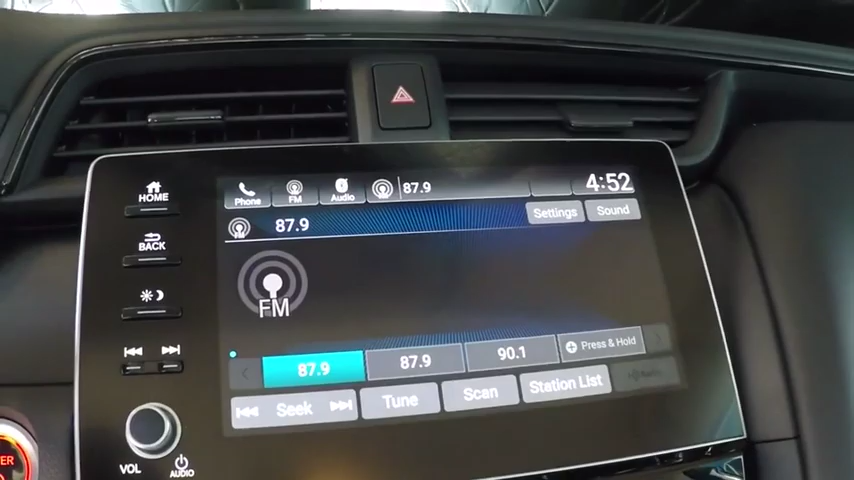 HOME
Phone FM Audio 87.9 4:52
FM 87.9 Settings Sound
BACK
FM
87.9 87.9 90.1 Press & Hold
Seek Tune Scan Station List
VOL AUDIO